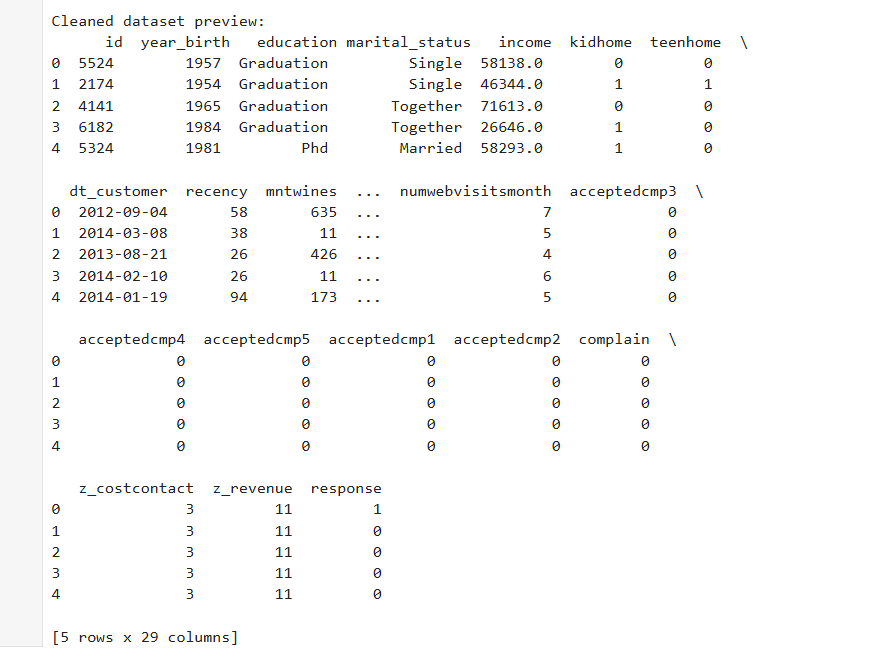 Cleaned dataset preview:
      id  year_birth   education marital_status   income  kidhome  teenhome  \
0  5524        1957  Graduation         Single  58138.0        0         0
1  2174        1954  Graduation         Single  46344.0        1         1
2  4141        1965  Graduation       Together  71613.0        0         0
3  6182        1984  Graduation       Together  26646.0        1         0
4  5324        1981         Phd        Married  58293.0        1         0

  dt_customer  recency  mntwines  ...  numwebvisitsmonth  acceptedcmp3  \
0  2012-09-04       58       635  ...                  7             0
1  2014-03-08       38        11  ...                  5             0
2  2013-08-21       26       426  ...                  4             0
3  2014-02-10       26        11  ...                  6             0
4  2014-01-19       94       173  ...                  5             0

   acceptedcmp4  acceptedcmp5  acceptedcmp1  acceptedcmp2  complain  \
0             0             0             0             0         0
1             0             0             0             0         0
2             0             0             0             0         0
3             0             0             0             0         0
4             0             0             0             0         0

   z_costcontact  z_revenue  response
0              3         11         1
1              3         11         0
2              3         11         0
3              3         11         0
4              3         11         0

[5 rows x 29 columns]